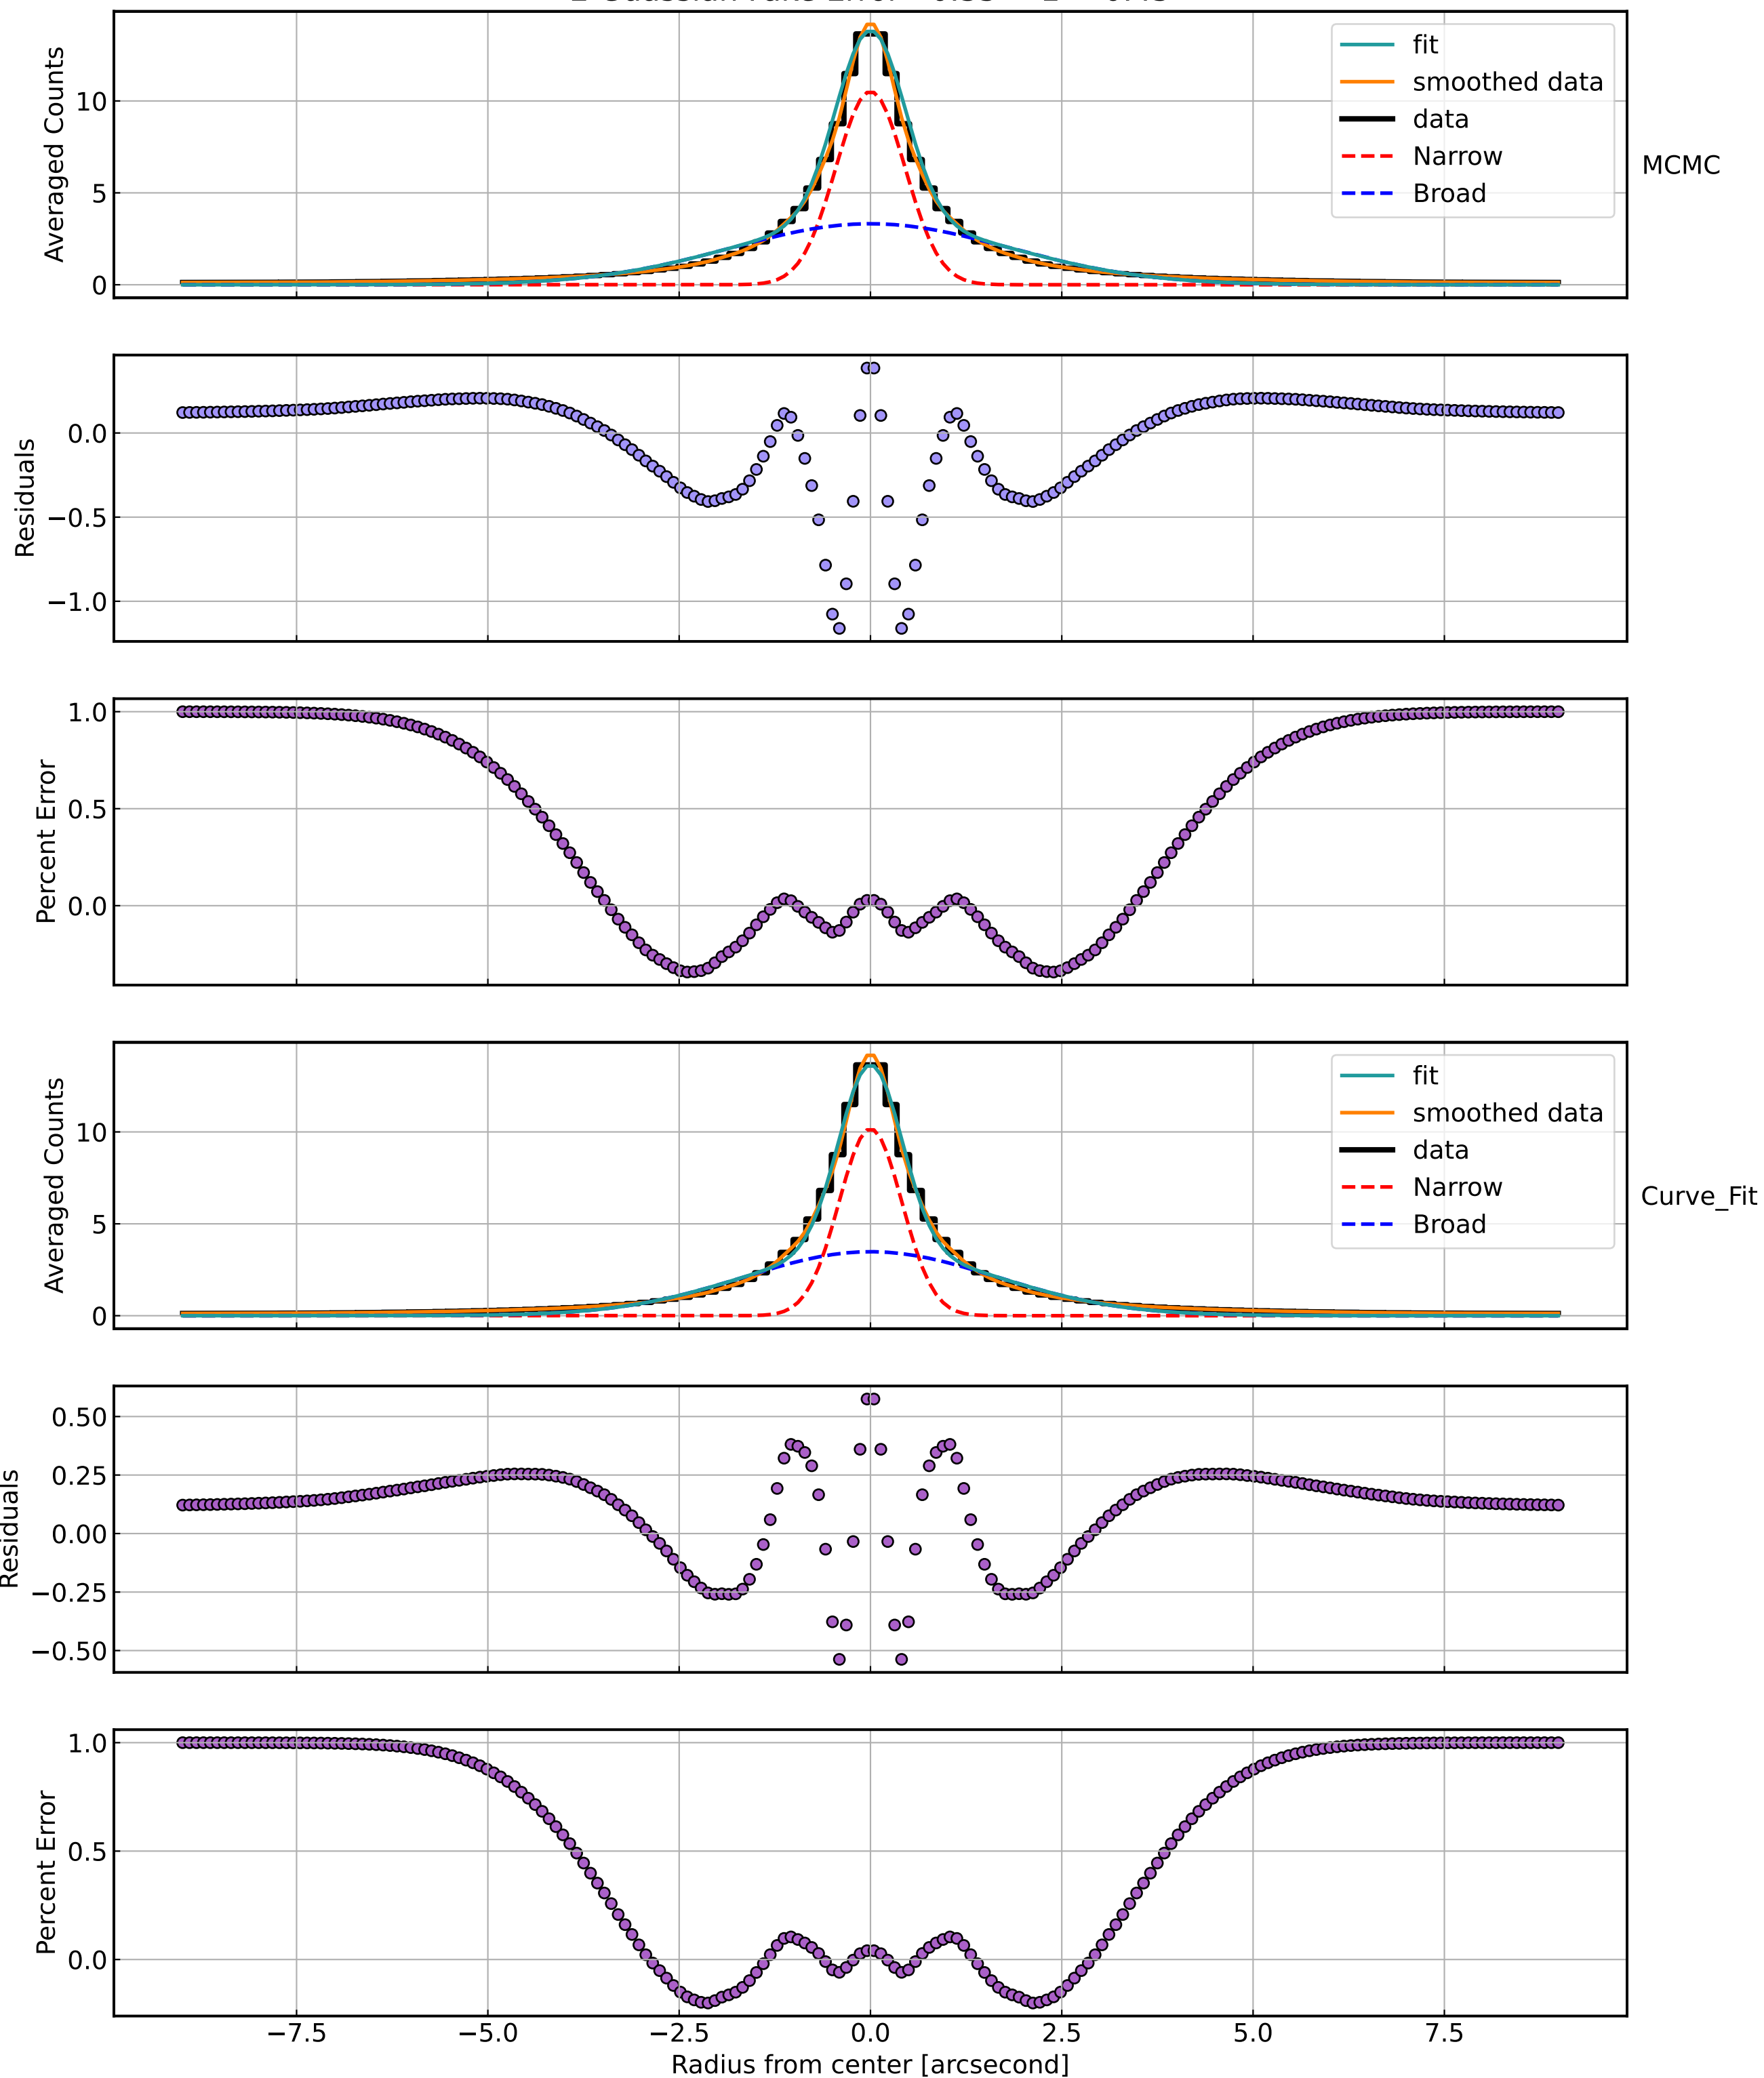 Averaged Counts
10
5
0
fit
smoothed data
data
Narrow
Broad
MCMC
Residuals
0.0
−0.5
−1.0
Percent Error
1.0
0.5
0.0
Averaged Counts
10
5
0
fit
smoothed data
data
Narrow
Broad
Curve_Fit
Residuals
0.50
0.25
0.00
−0.25
−0.50
Percent Error
1.0
0.5
0.0
−7.5 −5.0 −2.5 0.0 2.5 5.0 7.5
Radius from center [arcsecond]